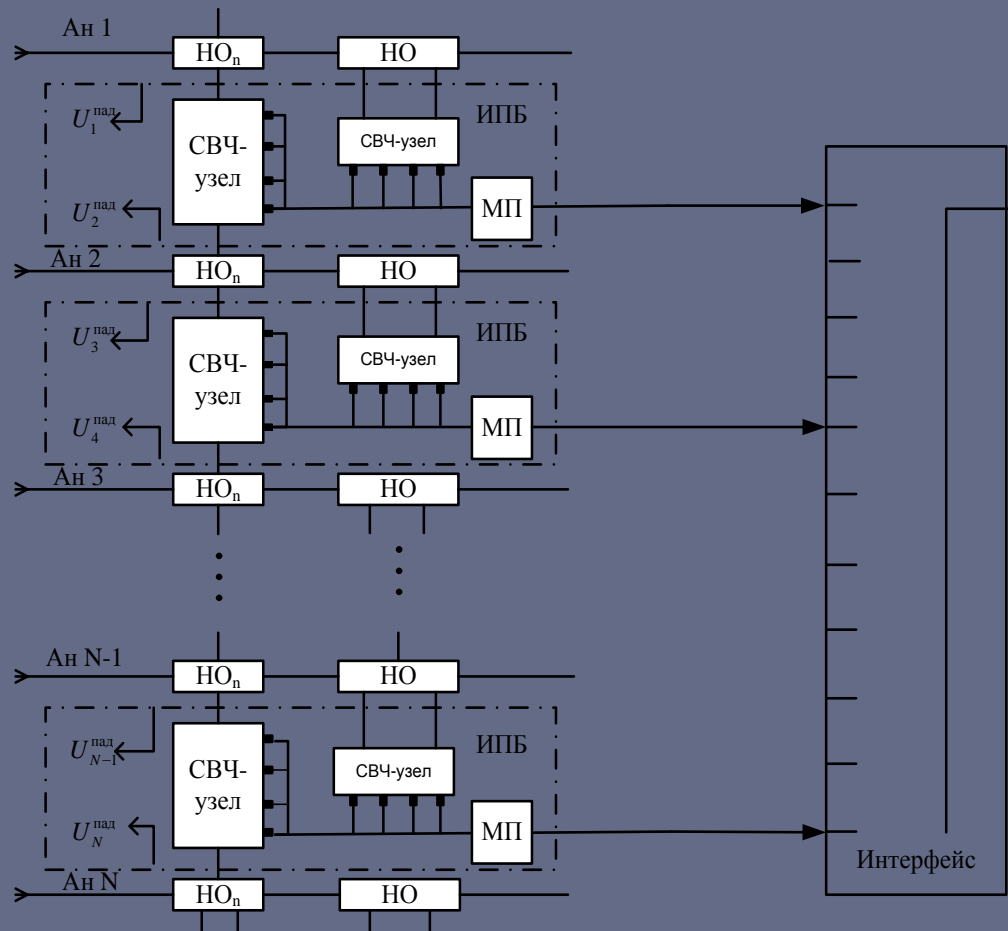 Ан 1
НОn
НО
U1пад
ИПБ
СВЧ-
узел
СВЧ-узел
U2пад
МП
Ан 2
НОn
НО
U3пад
ИПБ
СВЧ-
узел
СВЧ-узел
U4пад
МП
Ан 3
НОn
НО
Ан N-1
НОn
НО
UN−1пад
ИПБ
СВЧ-
узел
СВЧ-узел
UNпад
МП
Интерфейс
Ан N
НОn
НО